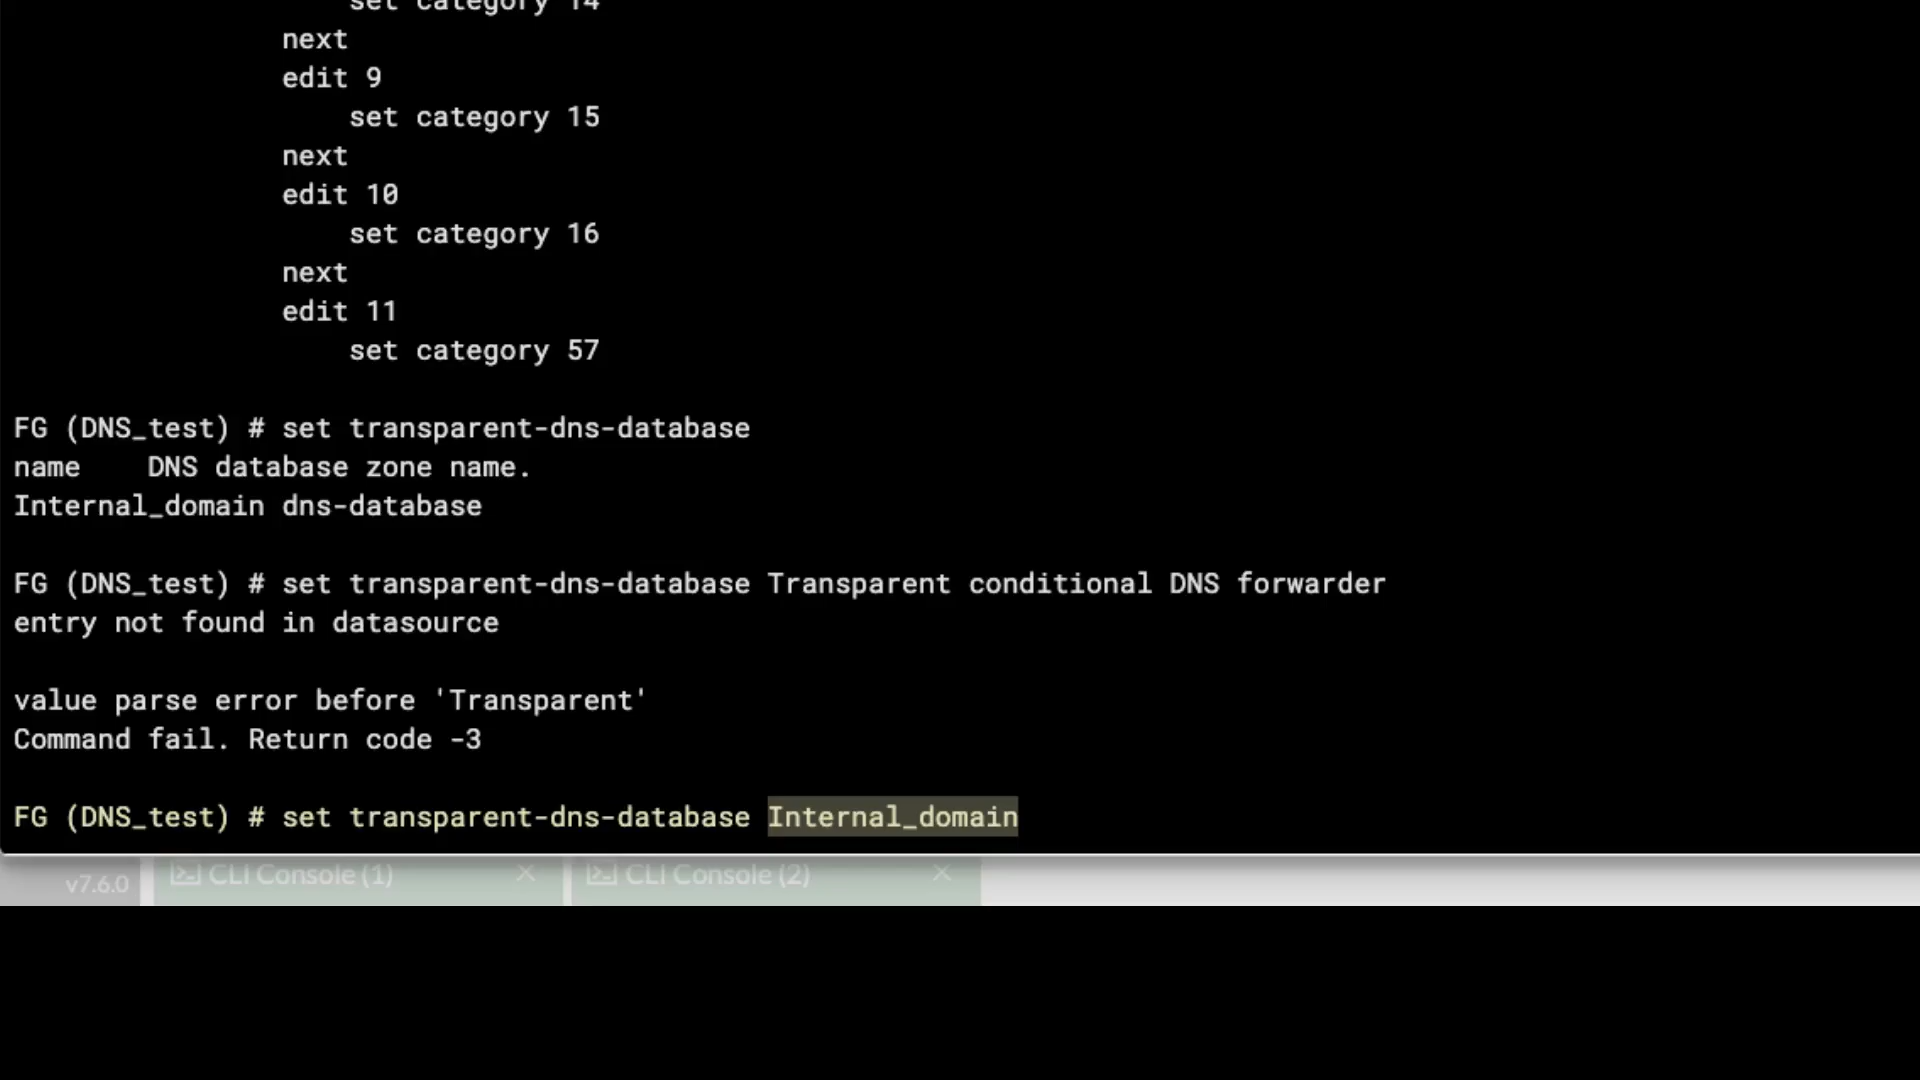 set category 14
next
edit 9
set category 15
next
edit 10
set category 16
next
edit 11
set category 57
FG (DNS_test) # set transparent-dns-database
name    DNS database zone name.
Internal_domain dns-database
FG (DNS_test) # set transparent-dns-database Transparent conditional DNS forwarder
entry not found in datasource
value parse error before 'Transparent'
Command fail. Return code -3
FG (DNS_test) # set transparent-dns-database Internal_domain
v7.6.0
CLI Console (1)
CLI Console (2)